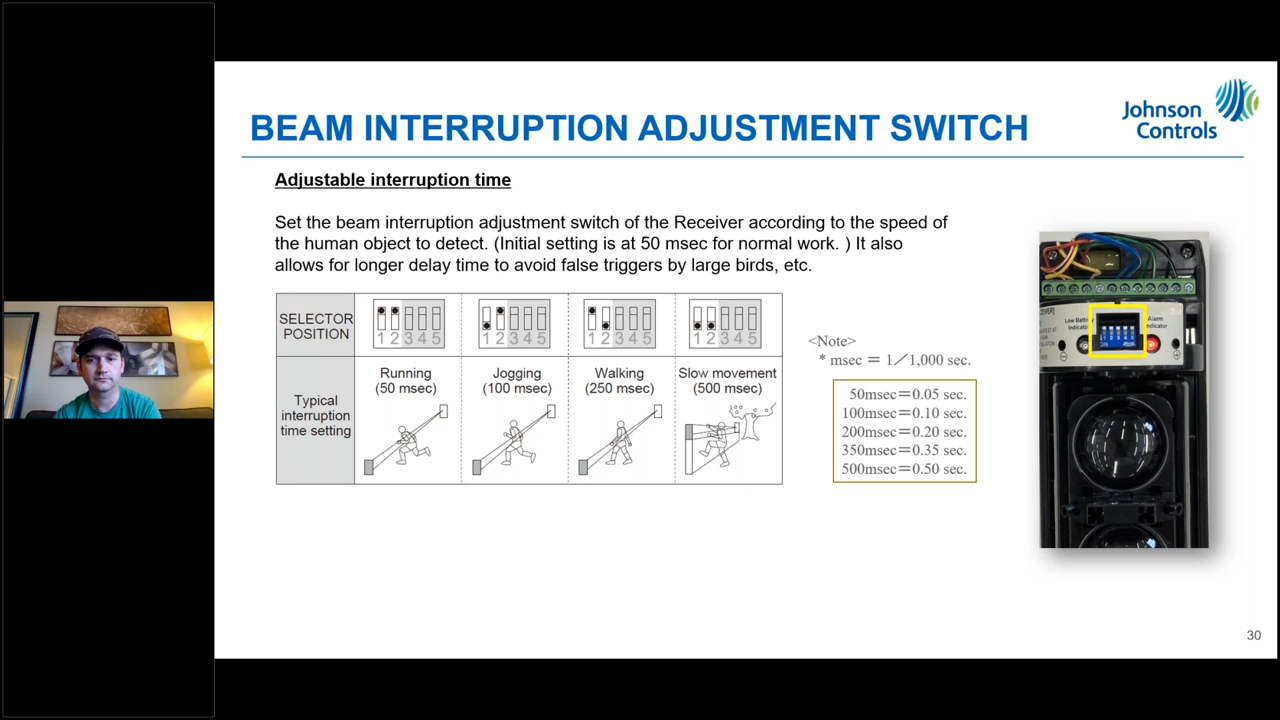 BEAM INTERRUPTION ADJUSTMENT SWITCH
Johnson
Controls
Adjustable interruption time
Set the beam interruption adjustment switch of the Receiver according to the speed of
the human object to detect. (Initial setting is at 50 msec for normal work. ) It also
allows for longer delay time to avoid false triggers by large birds, etc.
SELECTOR
POSITION
1 2 3 4 5
1 2 3 4 5
1 2 3 4 5
1 2 3 4 5
Typical
interruption
time setting
Running
(50 msec)
Jogging
(100 msec)
Walking
(250 msec)
Slow movement
(500 msec)
<Note>
* msec = 1/1,000 sec.
50msec=0.05 sec.
100msec=0.10 sec.
200msec=0.20 sec.
350msec=0.35 sec.
500msec=0.50 sec.
Low Battery
Indicator
Alarm
Indicator
30